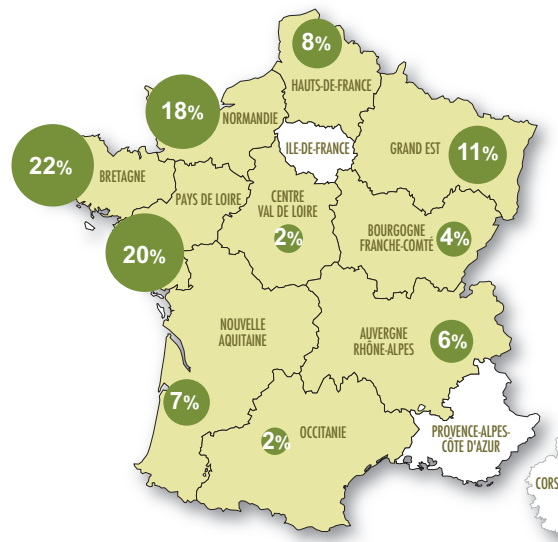 8%
HAUTS-DE-FRANCE
18%
NORMANDIE
ILE-DE-FRANCE
GRAND EST
11%
22%
BRETAGNE
PAYS DE LOIRE
CENTRE
VAL DE LOIRE
2%
BOURGOGNE
FRANCHE-COMTÉ
4%
20%
NOUVELLE
AQUITAINE
AUVERGNE
RHÔNE-ALPES
6%
7%
2%
OCCITANIE
PROVENCE-ALPES-
CÔTE D'AZUR
CORS